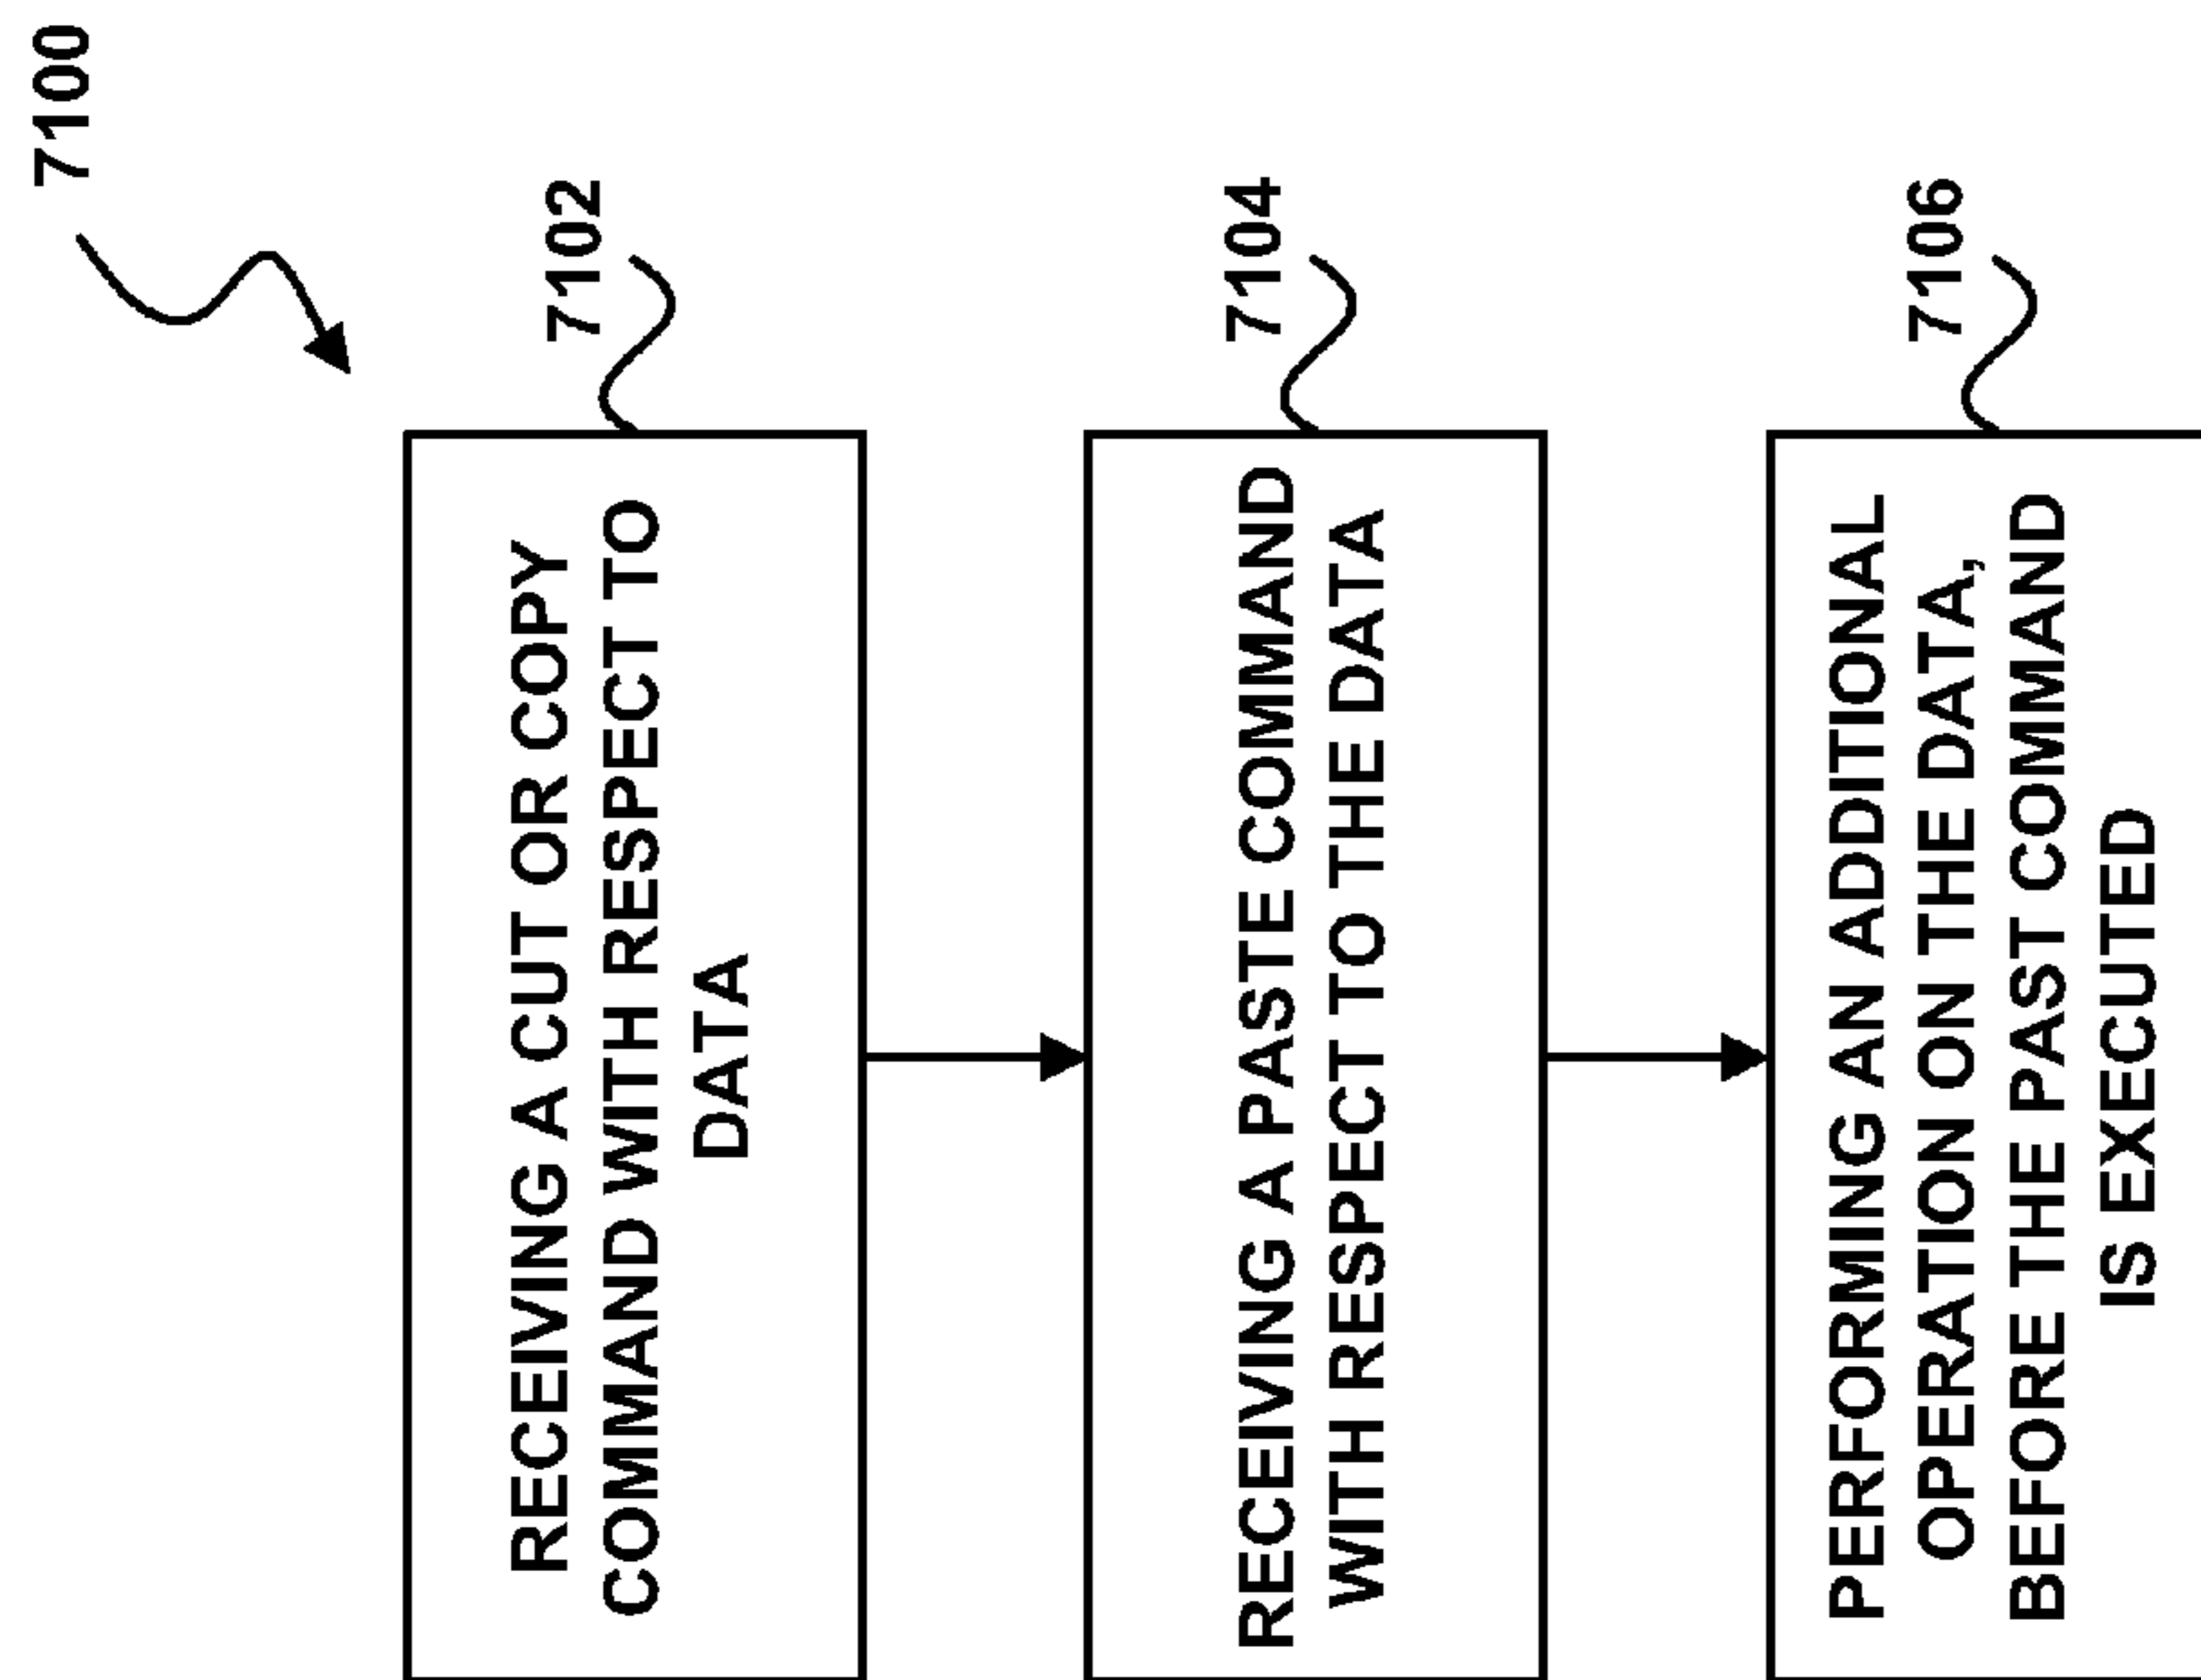 7100
7102
RECEIVING A CUT OR COPY
COMMAND WITH RESPECT TO
DATA
7104
RECEIVING A PASTE COMMAND
WITH RESPECT TO THE DATA
7106
PERFORMING AN ADDITIONAL
OPERATION ON THE DATA,
BEFORE THE PAST COMMAND
IS EXECUTED